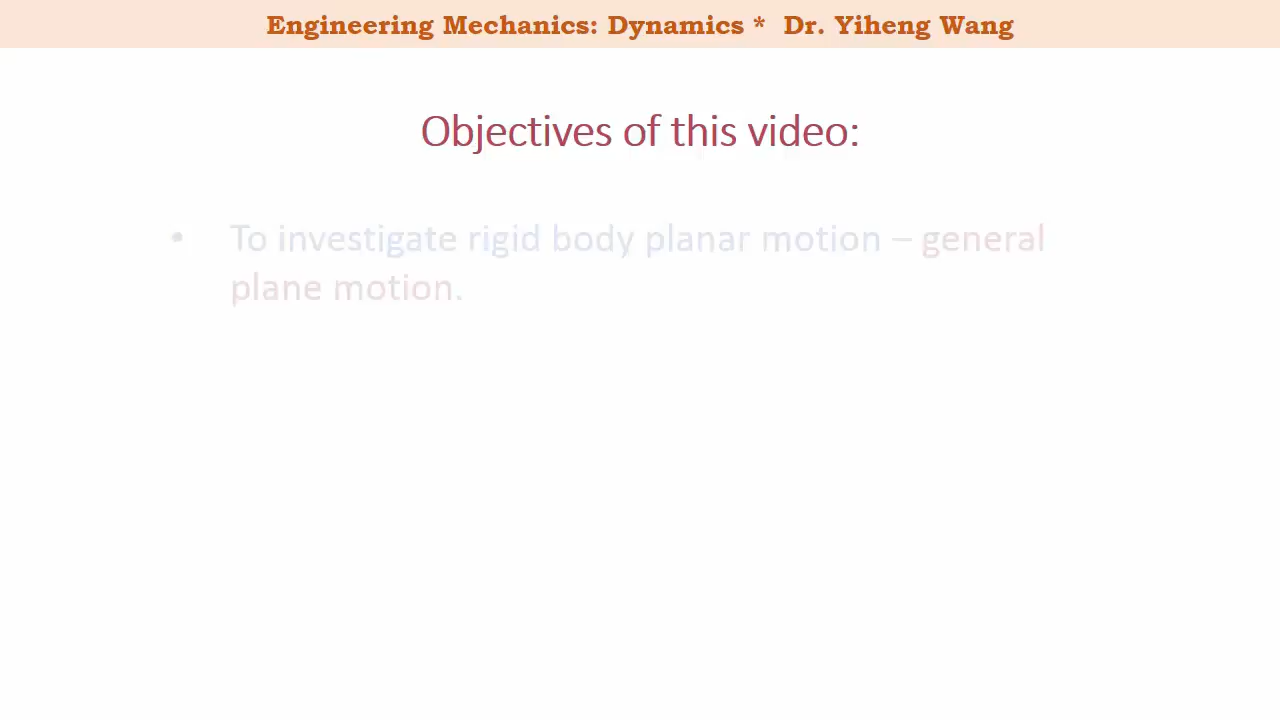 Engineering Mechanics: Dynamics * Dr. Yiheng Wang
Objectives of this video:
• To investigate rigid body planar motion – general
plane motion.